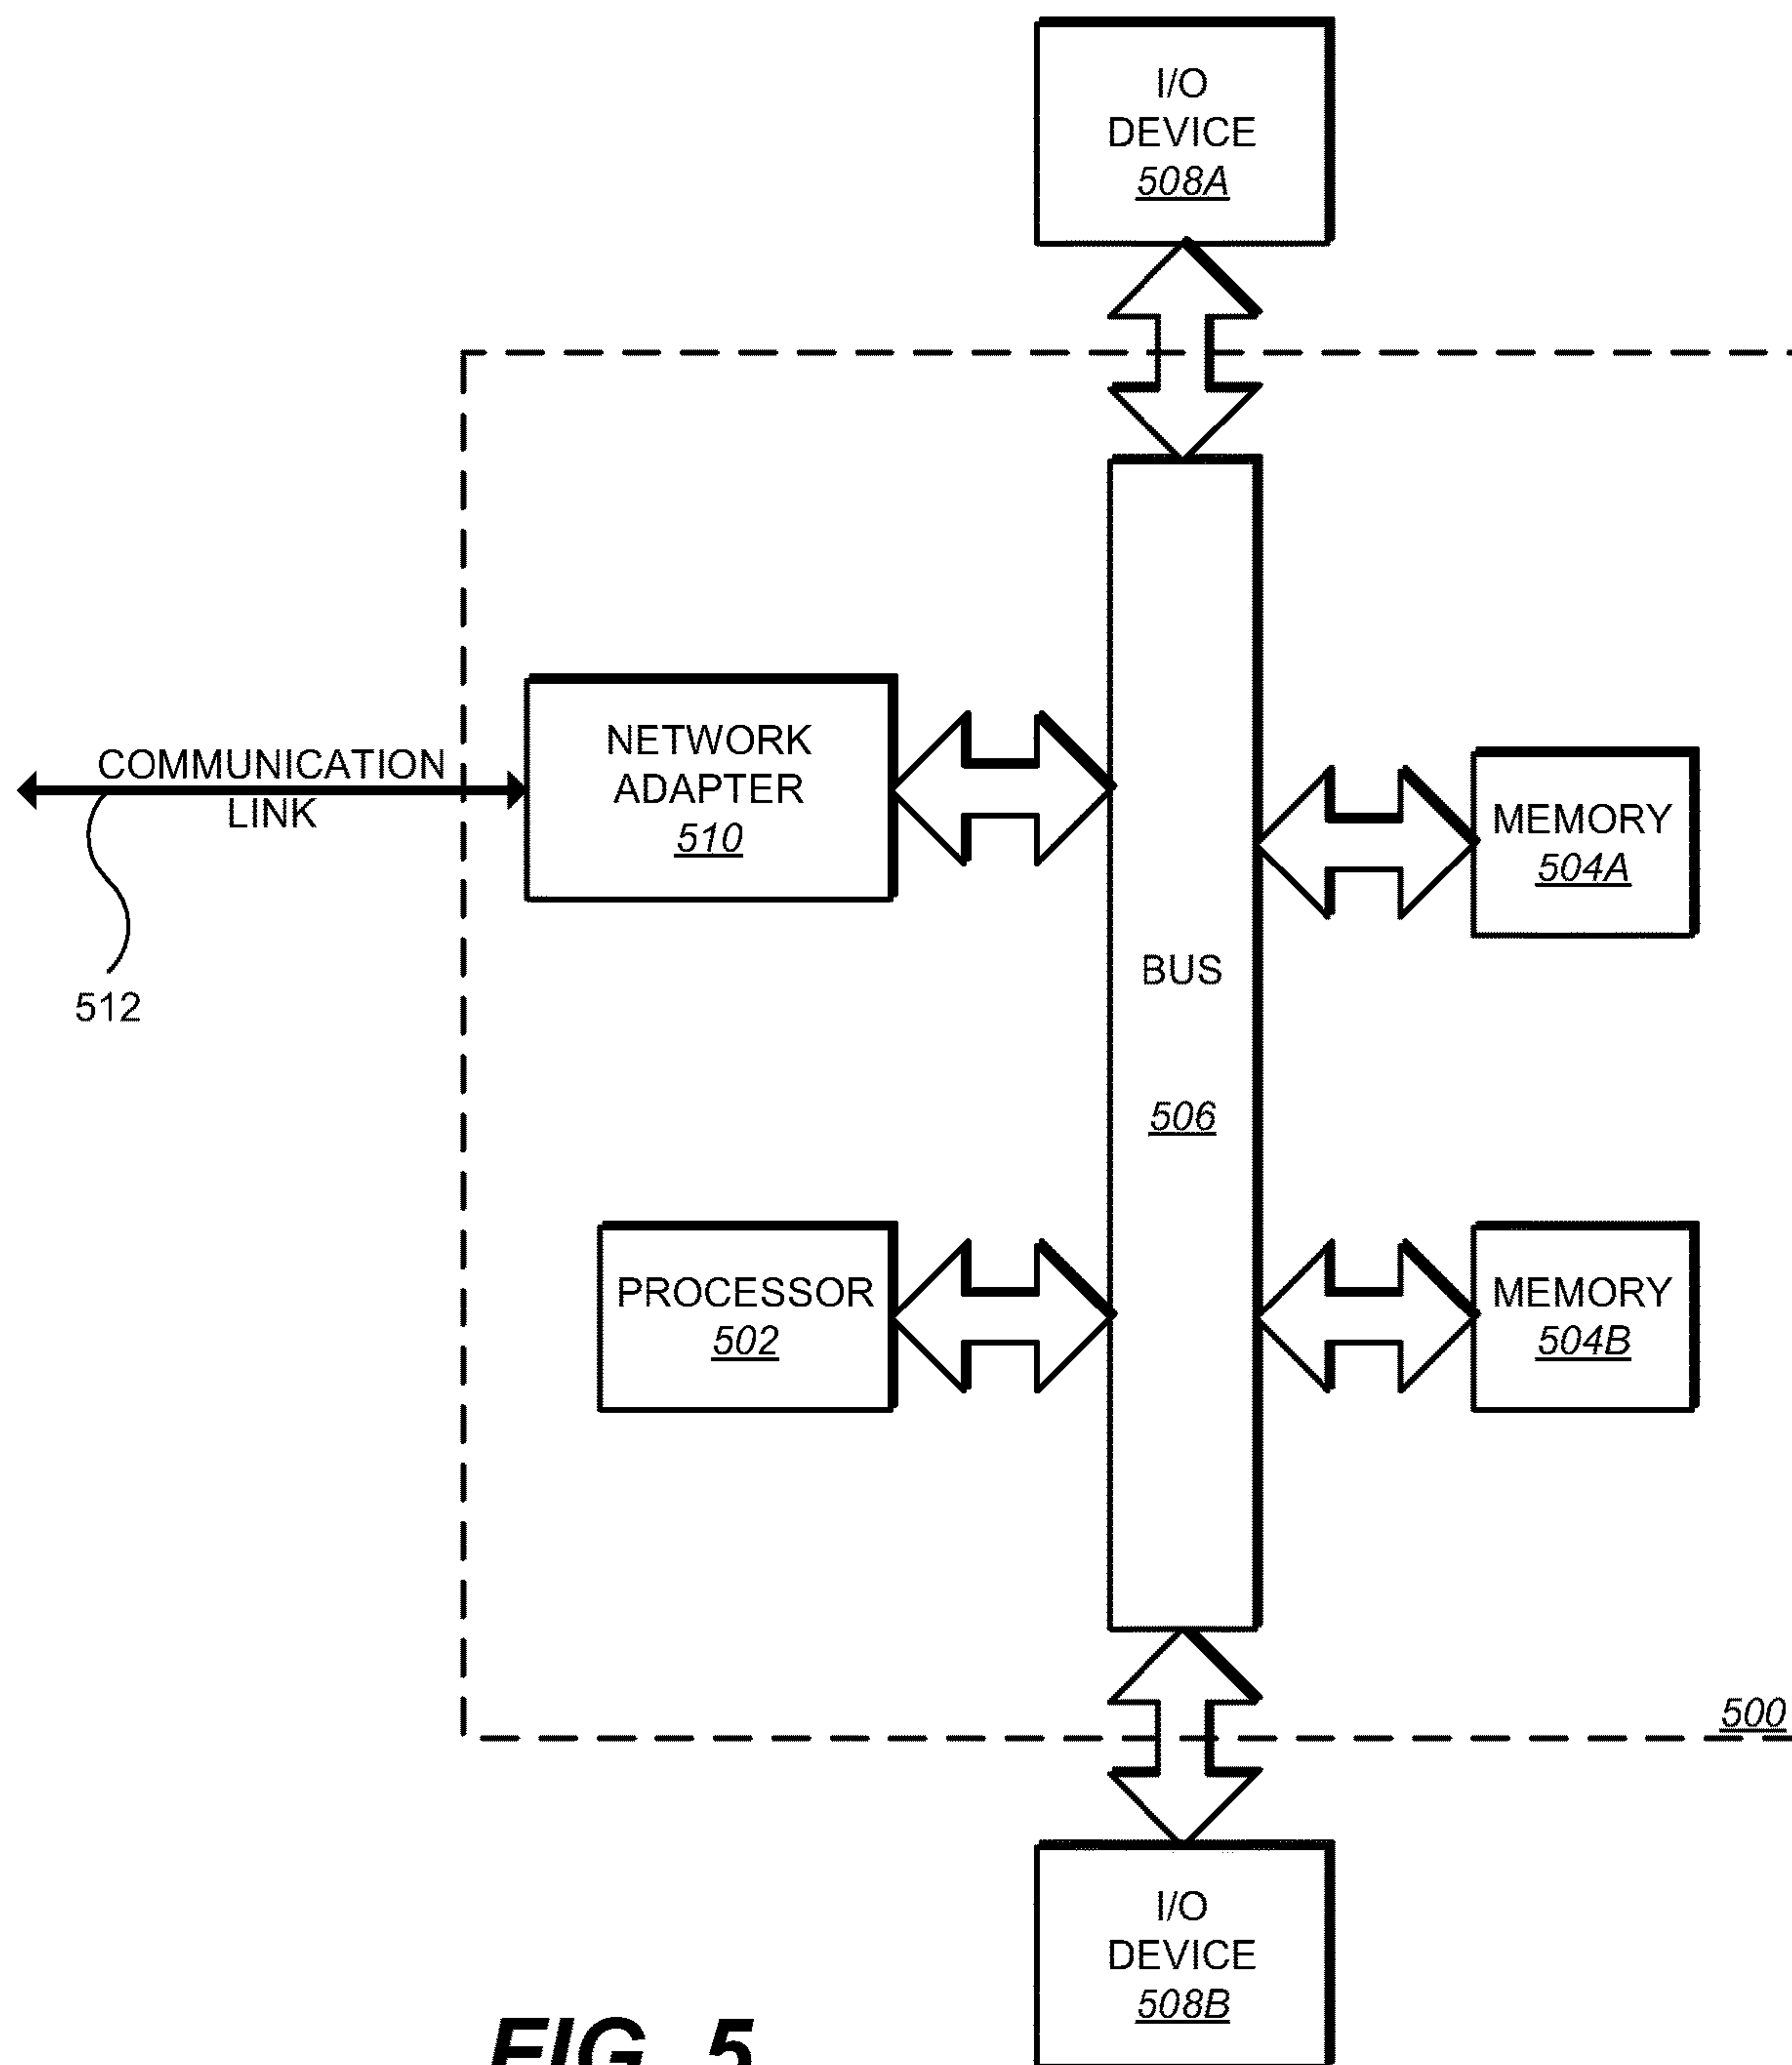 I/O
DEVICE
508A
COMMUNICATION
LINK
512
NETWORK
ADAPTER
510
MEMORY
504A
BUS
506
PROCESSOR
502
MEMORY
504B
500
I/O
DEVICE
508B
FIG. 5